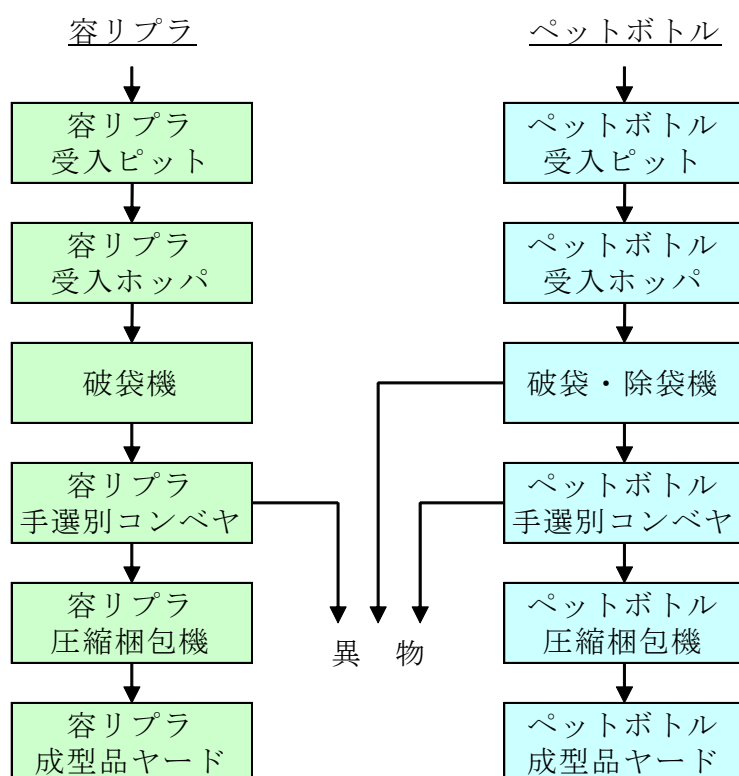 容リプラ
容リプラ
受入ピット
容リプラ
受入ホッパ
破袋機
容リプラ
手選別コンベヤ
容リプラ
圧縮梱包機
容リプラ
成型品ヤード
異 物
ペットボトル
ペットボトル
受入ピット
ペットボトル
受入ホッパ
破袋・除袋機
ペットボトル
手選別コンベヤ
ペットボトル
圧縮梱包機
ペットボトル
成型品ヤード